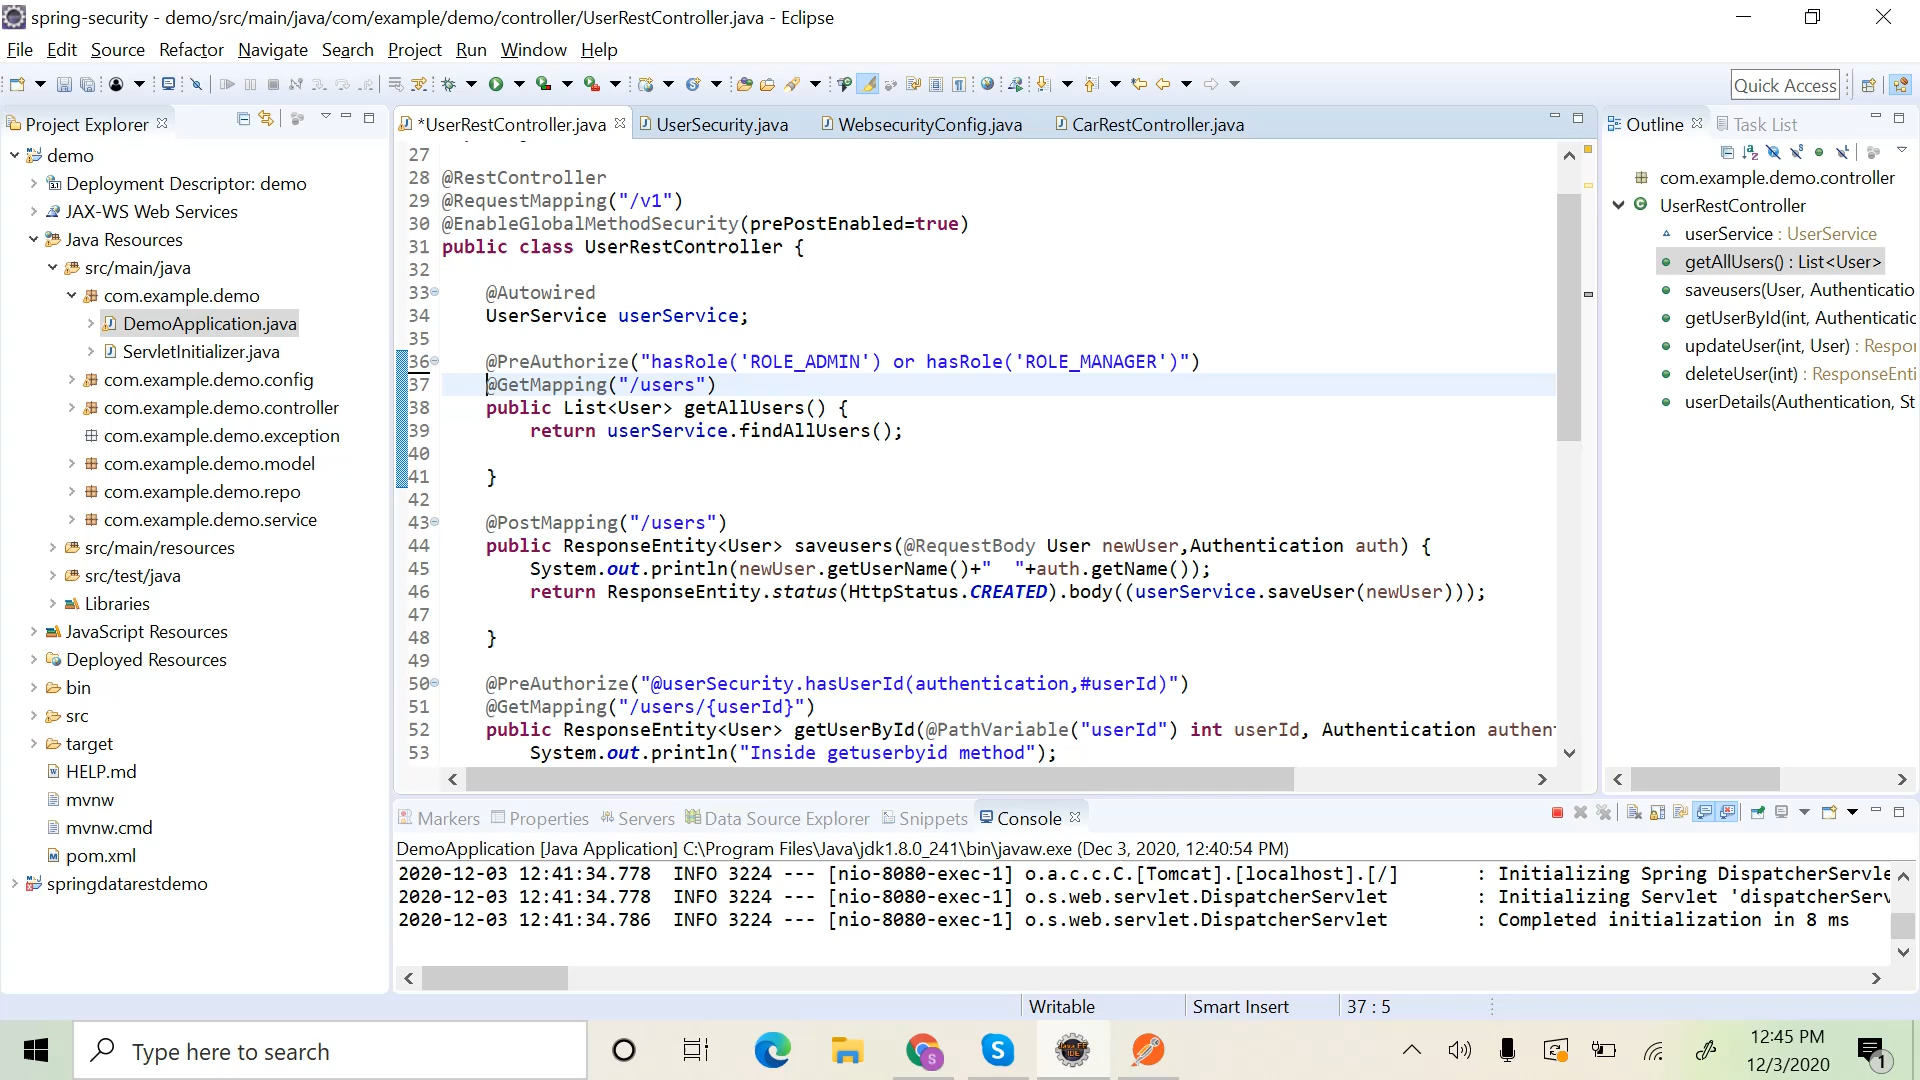 spring-security - demo/src/main/java/com/example/demo/controller/UserRestController.java - Eclipse
File Edit Source Refactor Navigate Search Project Run Window Help
Quick Access
Project Explorer
demo
Deployment Descriptor: demo
JAX-WS Web Services
Java Resources
src/main/java
com.example.demo
DemoApplication.java
ServletInitializer.java
com.example.demo.config
com.example.demo.controller
com.example.demo.exception
com.example.demo.model
com.example.demo.repo
com.example.demo.service
src/main/resources
src/test/java
Libraries
JavaScript Resources
Deployed Resources
bin
src
target
HELP.md
mvnw
mvnw.cmd
pom.xml
springdatarestdemo
*UserRestController.java UserSecurity.java WebsecurityConfig.java CarRestController.java
27
28 @RestController
29 @RequestMapping("/v1")
30 @EnableGlobalMethodSecurity(prePostEnabled=true)
31 public class UserRestController {
32
33 @Autowired
34 UserService userService;
35
36 @PreAuthorize("hasRole('ROLE_ADMIN') or hasRole('ROLE_MANAGER')")
37 @GetMapping("/users")
38 public List<User> getAllUsers() {
39 return userService.findAllUsers();
40
41 }
42
43 @PostMapping("/users")
44 public ResponseEntity<User> saveusers(@RequestBody User newUser,Authentication auth) {
45 System.out.println(newUser.getUserName()+"  "+auth.getName());
46 return ResponseEntity.status(HttpStatus.CREATED).body((userService.saveUser(newUser)));
47
48 }
49
50 @PreAuthorize("@userSecurity.hasUserId(authentication,#userId)")
51 @GetMapping("/users/{userId}")
52 public ResponseEntity<User> getUserById(@PathVariable("userId") int userId, Authentication authen
53 System.out.println("Inside getuserbyid method");
Outline Task List
com.example.demo.controller
UserRestController
userService : UserService
getAllUsers() : List<User>
saveusers(User, Authenticatio
getUserById(int, Authenticatic
updateUser(int, User) : Respo
deleteUser(int) : ResponseEnti
userDetails(Authentication, St
Markers Properties Servers Data Source Explorer Snippets Console
DemoApplication [Java Application] C:\Program Files\Java\jdk1.8.0_241\bin\javaw.exe (Dec 3, 2020, 12:40:54 PM)
2020-12-03 12:41:34.778  INFO 3224 --- [nio-8080-exec-1] o.a.c.c.C.[Tomcat].[localhost].[/] : Initializing Spring DispatcherServle
2020-12-03 12:41:34.778  INFO 3224 --- [nio-8080-exec-1] o.s.web.servlet.DispatcherServlet : Initializing Servlet 'dispatcherServ
2020-12-03 12:41:34.786  INFO 3224 --- [nio-8080-exec-1] o.s.web.servlet.DispatcherServlet : Completed initialization in 8 ms
Writable Smart Insert 37 : 5
Type here to search
12:45 PM
12/3/2020
1